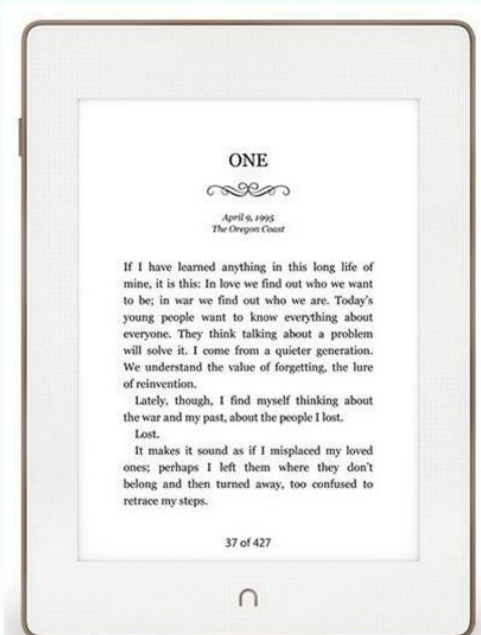 ONE
April 9, 1995
The Oregon Coast
If I have learned anything in this long life of
mine, it is this: In love we find out who we want
to be; in war we find out who we are. Today's
young people want to know everything about
everyone. They think talking about a problem
will solve it. I come from a quieter generation.
We understand the value of forgetting, the lure
of reinvention.
Lately, though, I find myself thinking about
the war and my past, about the people I lost.
Lost.
It makes it sound as if I misplaced my loved
ones; perhaps I left them where they don't
belong and then turned away, too confused to
retrace my steps.
37 of 427